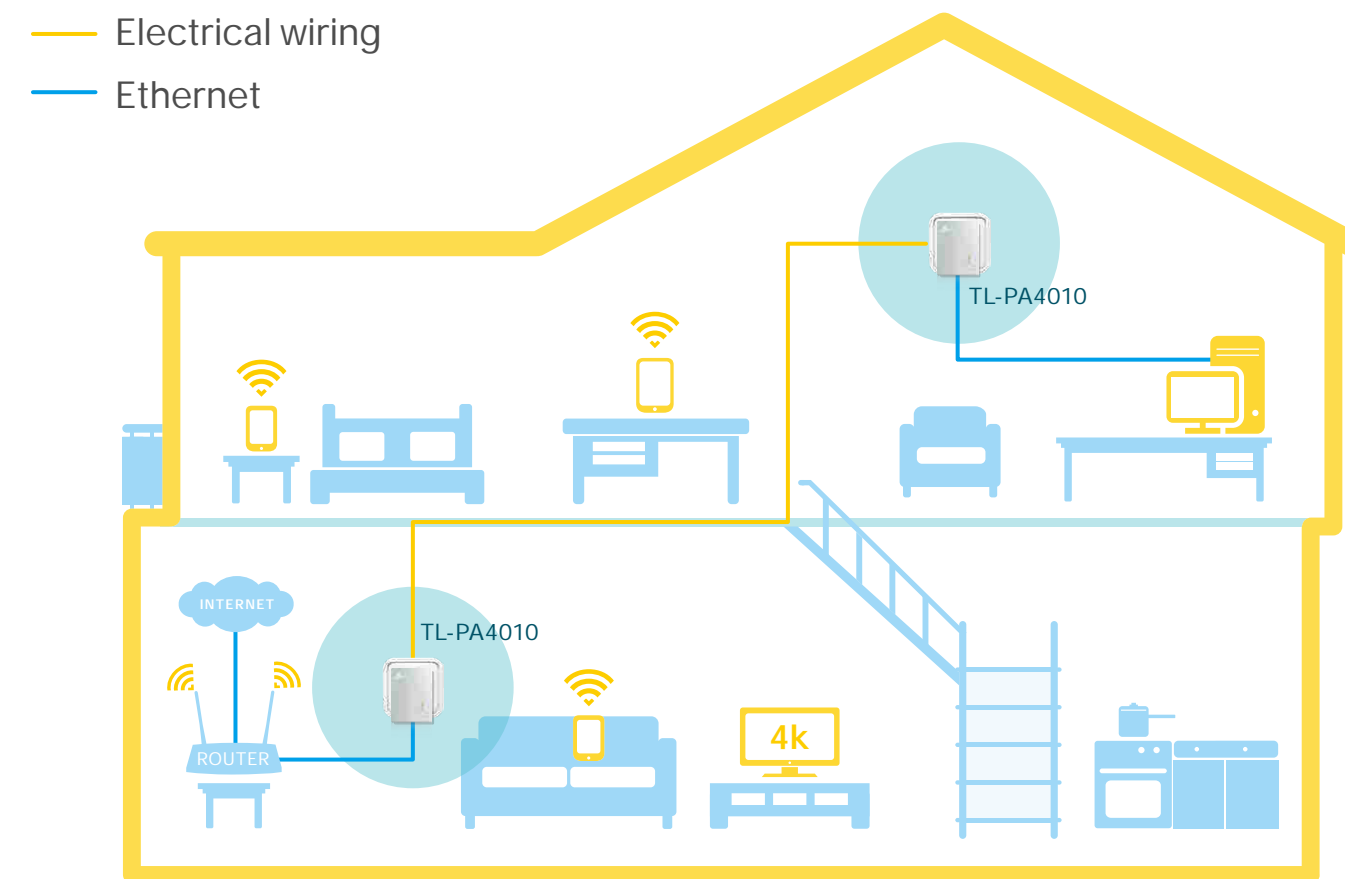 Electrical wiring
Ethernet
TL-PA4010
INTERNET
TL-PA4010
4k
ROUTER